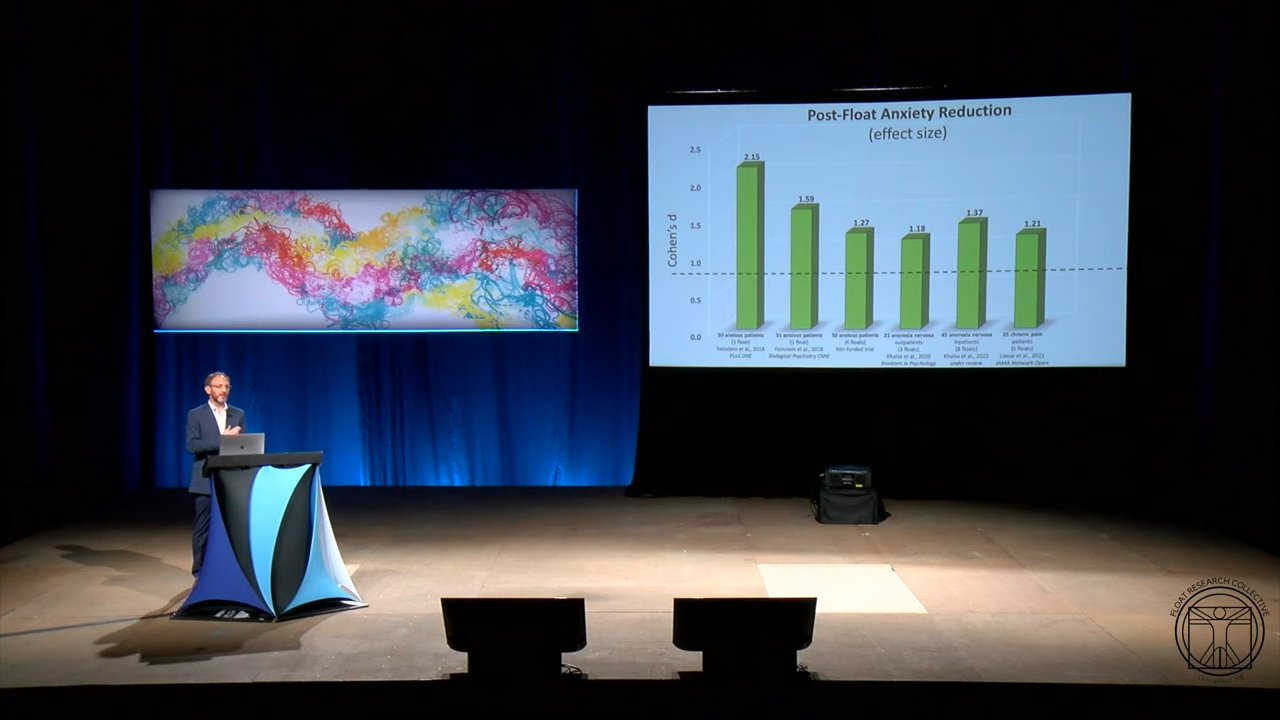 Post-Float Anxiety Reduction
(effect size)
Cohen's d
2.5
2.0
1.5
1.0
0.5
0.0
2.15
1.59
1.27
1.18
1.37
1.21
50 anxious patients
(1 float)
Feinstein et al., 2018
PLoS ONE
31 anxious patients
(1 float)
Feinstein et al., 2018
Biological Psychiatry CNNI
50 anxious patients
(6 floats)
NIH-funded trial
21 anorexia nervosa
outpatients
(3 floats)
Khalsa et al., 2020
Frontiers in Psychology
45 anorexia nervosa
inpatients
(8 floats)
Khalsa et al., 2022
under review
25 chronic pain
patients
(5 floats)
Loose et al., 2021
JAMA Network Open
FLOAT RESEARCH COLLECTIVE